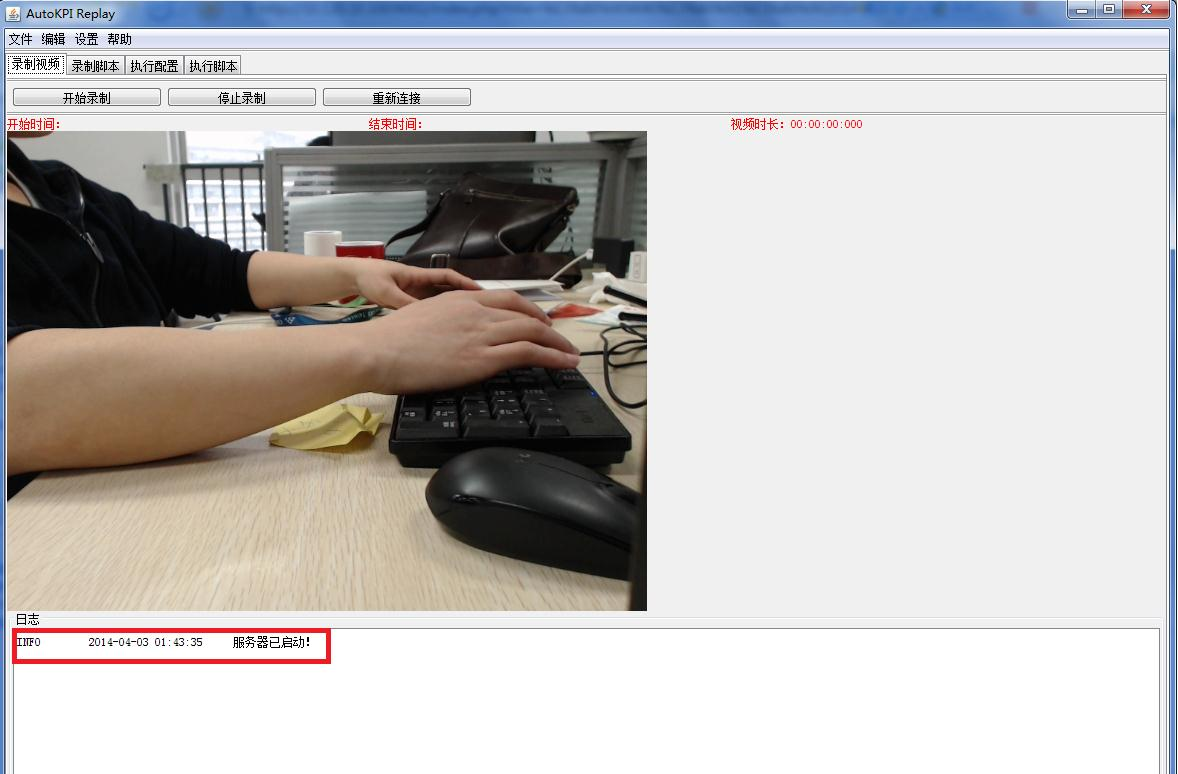 AutoKPI Replay
文件 编辑 设置 帮助
录制视频 录制脚本 执行配置 执行脚本
开始录制 停止录制 重新连接
开始时间: 结束时间: 视频时长: 00:00:00:000
日志
INFO 2014-04-03 01:43:35 服务器已启动!